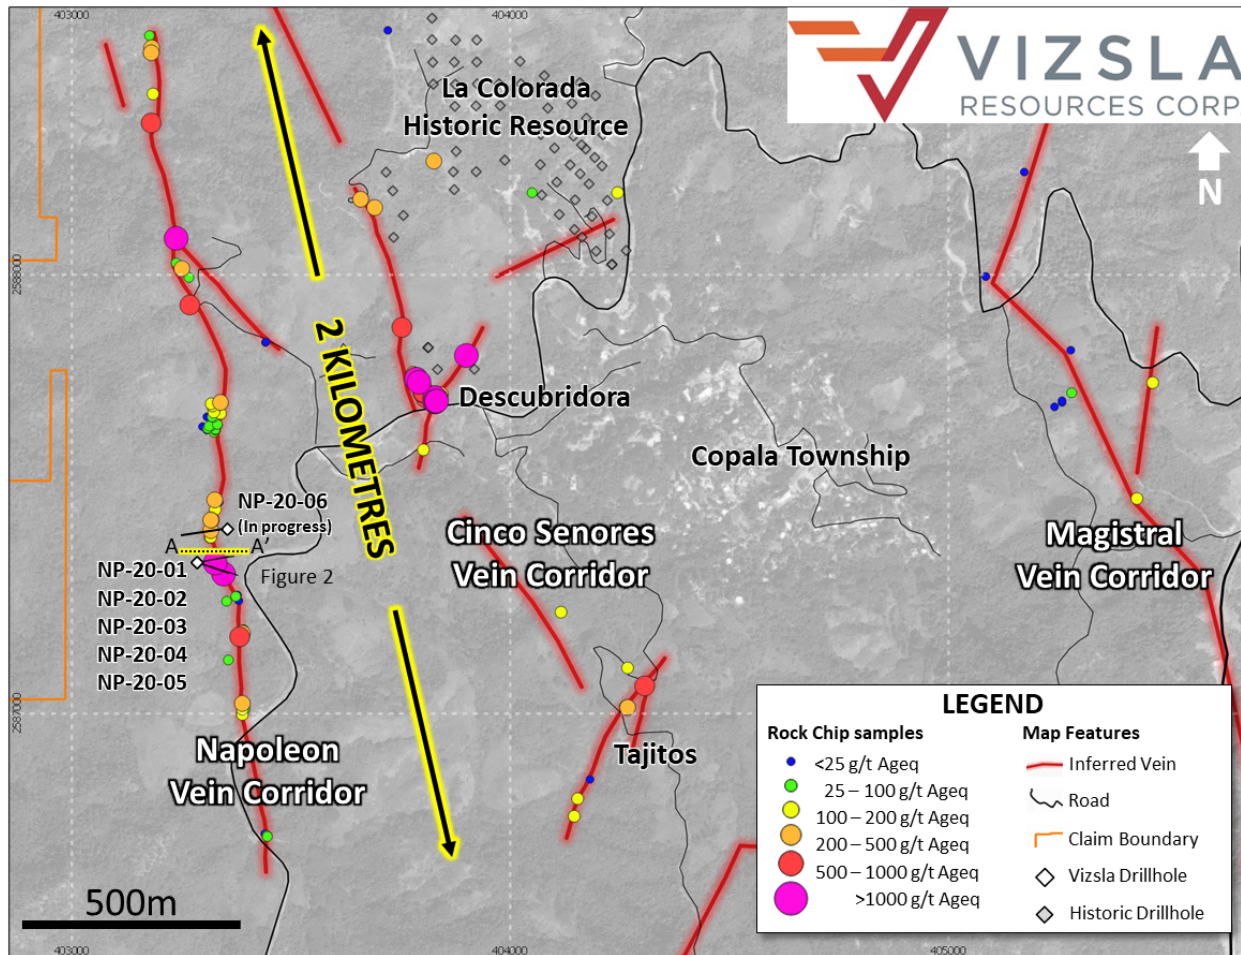 403000
404000
VIZSLA
RESOURCES CORP.
N
La Colorada
Historic Resource
2588000
2 KILOMETRES
Descubridora
Copala Township
NP-20-06
(In progress)
A
A'
Figure 2
NP-20-01
NP-20-02
NP-20-03
NP-20-04
NP-20-05
Cinco Senores
Vein Corridor
Magistral
Vein Corridor
2587000
Napoleon
Vein Corridor
Tajitos
LEGEND
Rock Chip samples
<25 g/t Ageq
25 – 100 g/t Ageq
100 – 200 g/t Ageq
200 – 500 g/t Ageq
500 – 1000 g/t Ageq
>1000 g/t Ageq
Map Features
Inferred Vein
Road
Claim Boundary
Vizsla Drillhole
Historic Drillhole
500m
403000
404000
405000